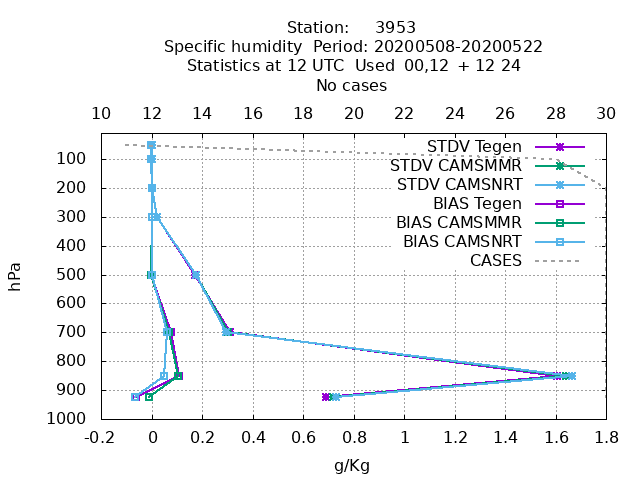 Station: 3953
Specific humidity Period: 20200508-20200522
Statistics at 12 UTC Used 00,12 + 12 24
No cases
10 12 14 16 18 20 22 24 26 28 30
STDV Tegen
STDV CAMSMMR
STDV CAMSNRT
BIAS Tegen
BIAS CAMSMMR
BIAS CAMSNRT
CASES
hPa
100
200
300
400
500
600
700
800
900
1000
-0.2 0 0.2 0.4 0.6 0.8 1 1.2 1.4 1.6 1.8
g/Kg